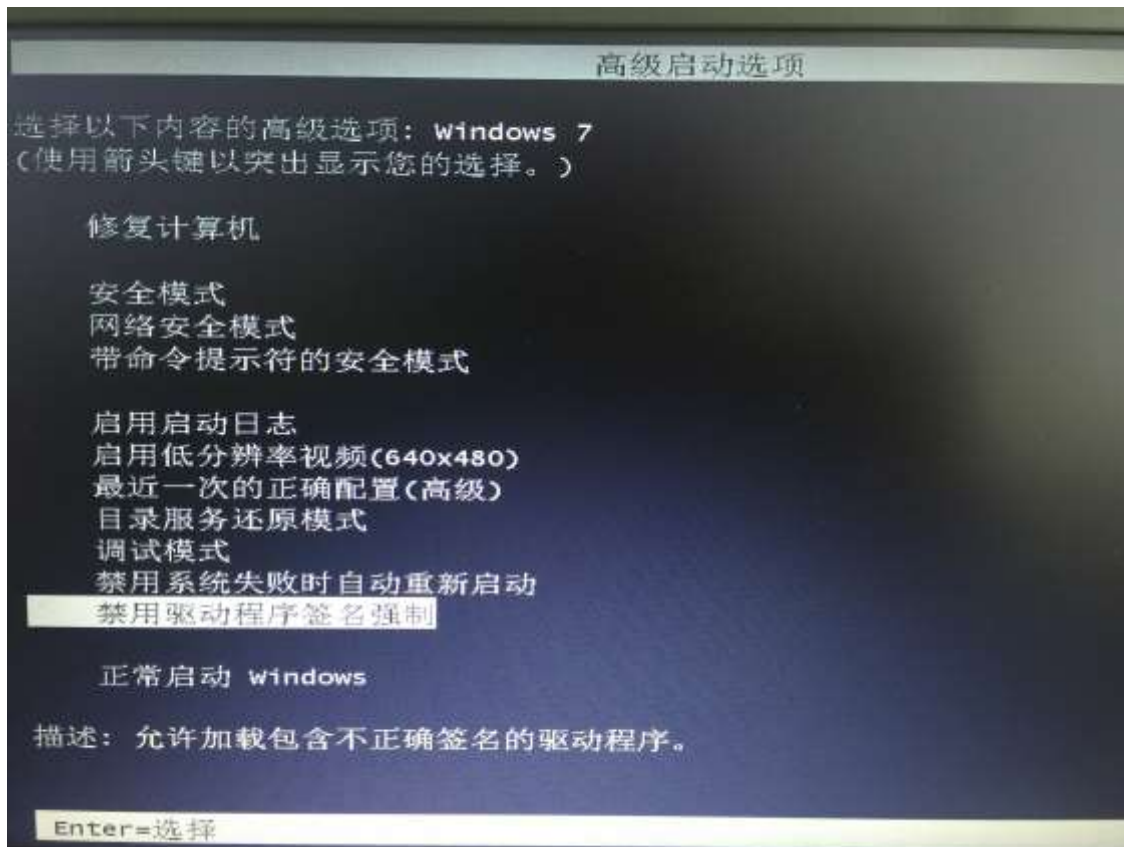 高级启动选项
选择以下内容的高级选项: Windows 7
(使用箭头键以突出显示您的选择。)
修复计算机
安全模式
网络安全模式
带命令提示符的安全模式
启用启动日志
启用低分辨率视频(640x480)
最近一次的正确配置(高级)
目录服务还原模式
调试模式
禁用系统失败时自动重新启动
禁用驱动程序签名强制
正常启动 Windows
描述: 允许加载包含不正确签名的驱动程序。
Enter=选择